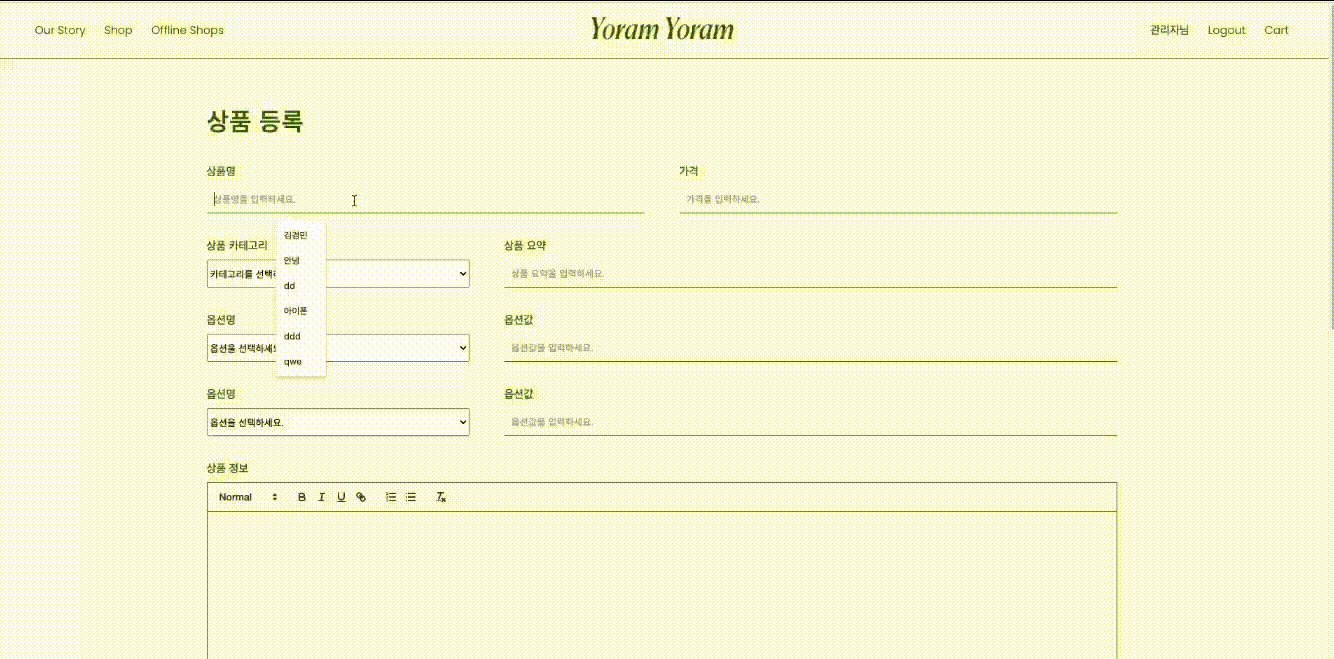 Our Story Shop Offline Shops Yoram Yoram 관리자님 Logout Cart
상품 등록
상품명 가격
상품명을 입력하세요. 가격을 입력하세요.
김경민
상품 카테고리 상품 요약
안녕
카테고리를 선택 상품 요약을 입력하세요.
dd
아이폰
옵션명 옵션값
ddd
옵션을 선택하세요 옵션값을 입력하세요.
qwe
옵션명 옵션값
옵션을 선택하세요. 옵션값을 입력하세요.
상품 정보
Normal B I U